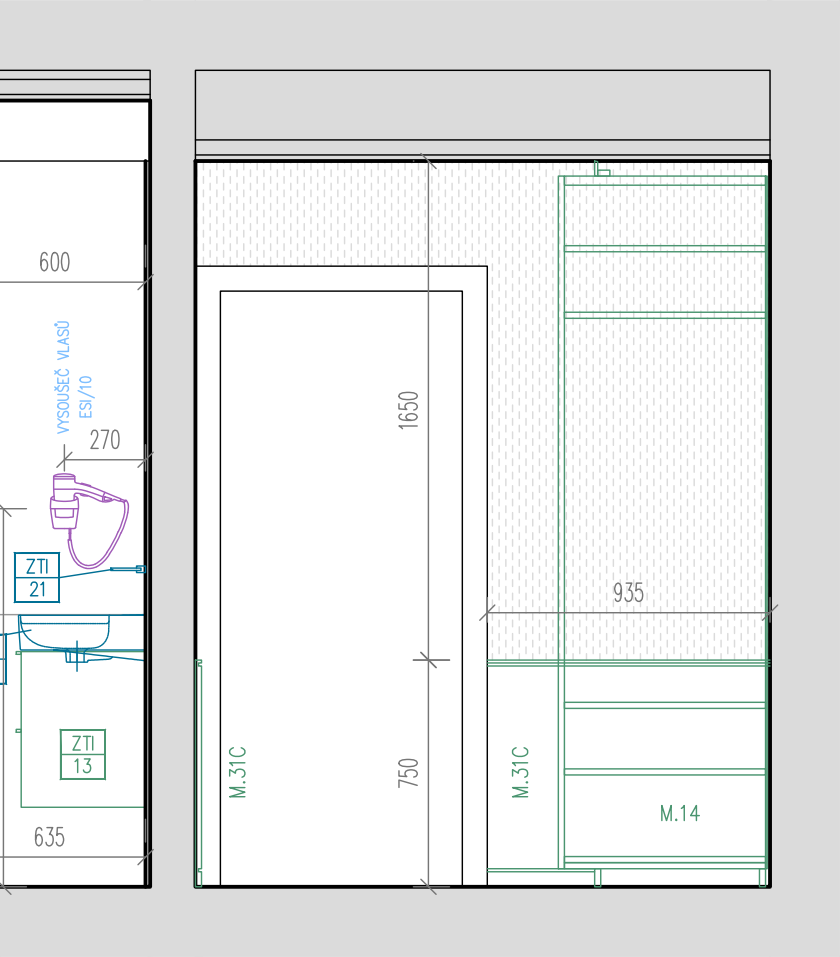 600
VYSOUŠEČ VLASŮ
ESI/10
270
ZTI
21
ZTI
13
635
1650
935
750
M.31C
M.31C
M.14